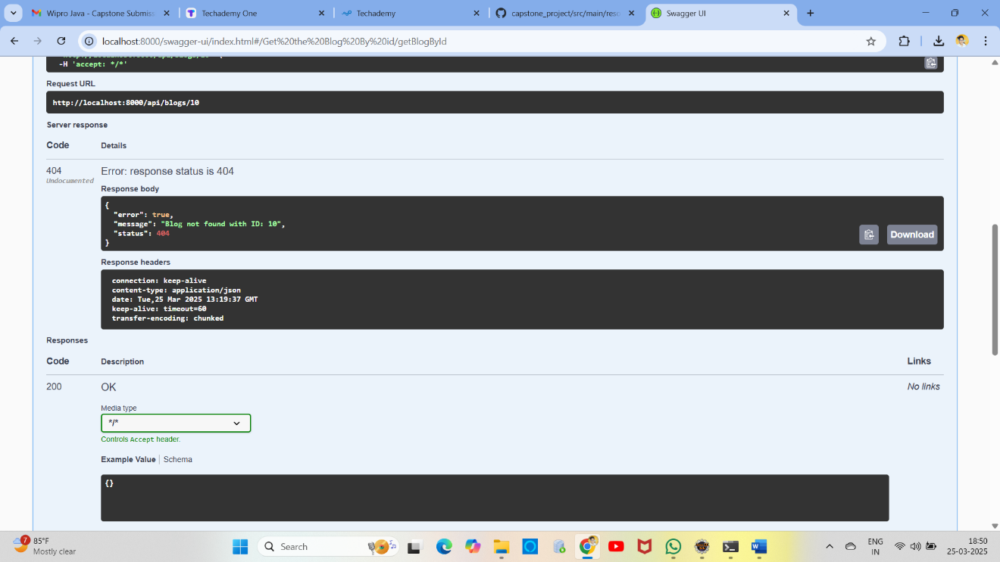 Wipro Java - Capstone Submiss
Techademy One
Techademy
capstone_project/src/main/reso
Swagger UI
localhost:8000/swagger-ui/index.html#/Get%20the%20Blog%20By%20id/getBlogById
-H 'accept: */*'
Request URL
http://localhost:8000/api/blogs/10
Server response
Code Details
404 Error: response status is 404
Undocumented
Response body
{
"error": true,
"message": "Blog not found with ID: 10",
"status": 404
}
Download
Response headers
connection: keep-alive
content-type: application/json
date: Tue,25 Mar 2025 13:19:37 GMT
keep-alive: timeout=60
transfer-encoding: chunked
Responses
Code Description Links
200 OK No links
Media type
*/*
Controls Accept header.
Example Value Schema
{}
7
85°F
Mostly clear
Search
ENG
IN
18:50
25-03-2025